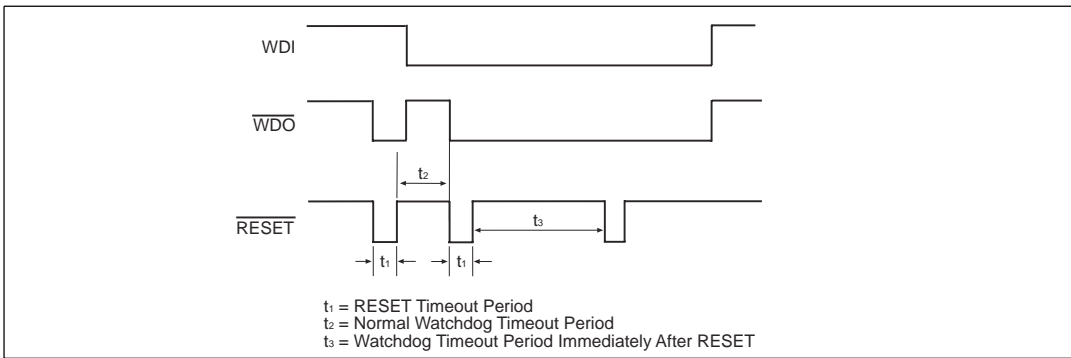 WDI
WDO
t2
RESET
t3
t1
t1
t1 = RESET Timeout Period
t2 = Normal Watchdog Timeout Period
t3 = Watchdog Timeout Period Immediately After RESET